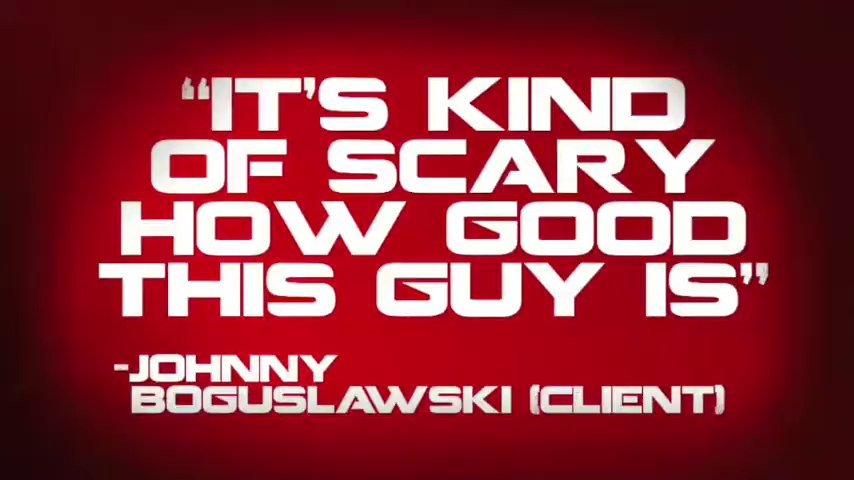 “IT’S KIND
OF SCARY
HOW GOOD
THIS GUY IS”
-JOHNNY
BOGUSLAWSKI (CLIENT)